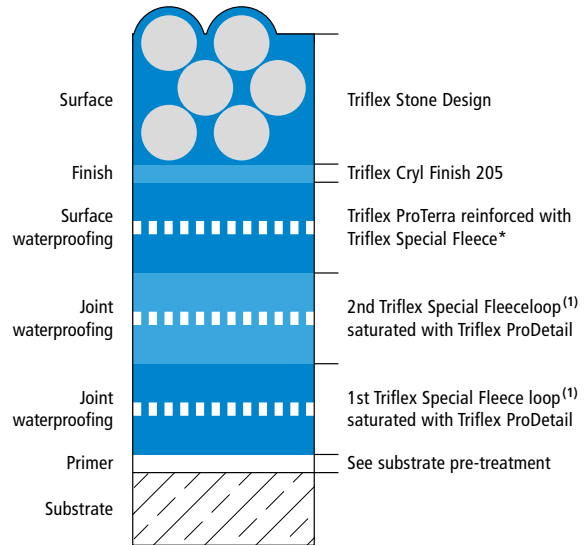 Surface
Triflex Stone Design
Finish
Triflex Cryl Finish 205
Surface
waterproofing
Triflex ProTerra reinforced with
Triflex Special Fleece*
Joint
waterproofing
2nd Triflex Special Fleeceloop(1)
saturated with Triflex ProDetail
Joint
waterproofing
1st Triflex Special Fleece loop(1)
saturated with Triflex ProDetail
Primer
See substrate pre-treatment
Substrate